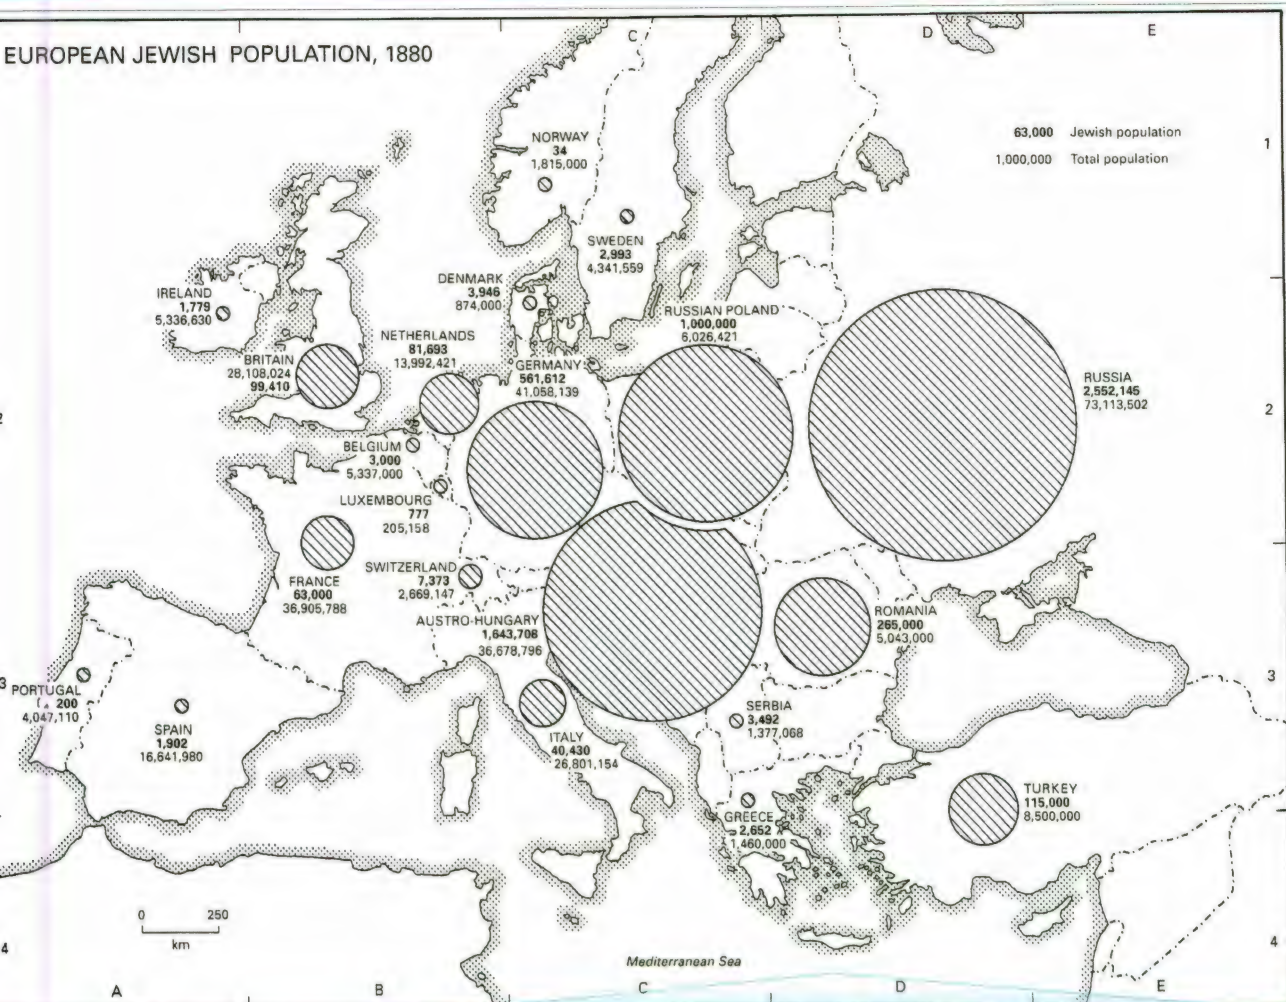 EUROPEAN JEWISH POPULATION, 1880
C
D
E
63,000 Jewish population
1,000,000 Total population
1
NORWAY
34
1,815,000
SWEDEN
2,993
4,341,559
DENMARK
3,946
874,000
IRELAND
1,779
5,336,630
BRITAIN
28,108,024
99,410
NETHERLANDS
81,693
13,992,421
GERMANY
561,612
41,058,139
RUSSIAN POLAND
1,000,000
6,026,421
RUSSIA
2,552,145
73,113,502
2
2
BELGIUM
3,000
5,337,000
LUXEMBOURG
777
205,158
FRANCE
63,000
36,905,788
SWITZERLAND
7,373
2,669,147
AUSTRO-HUNGARY
1,643,708
36,678,796
ROMANIA
265,000
5,043,000
3
PORTUGAL
200
4,047,110
SPAIN
1,902
16,641,980
ITALY
40,430
26,801,154
SERBIA
3,492
1,377,068
3
GREECE
2,652
1,460,000
TURKEY
115,000
8,500,000
0 250
km
4
Mediterranean Sea
4
A
B
C
D
E